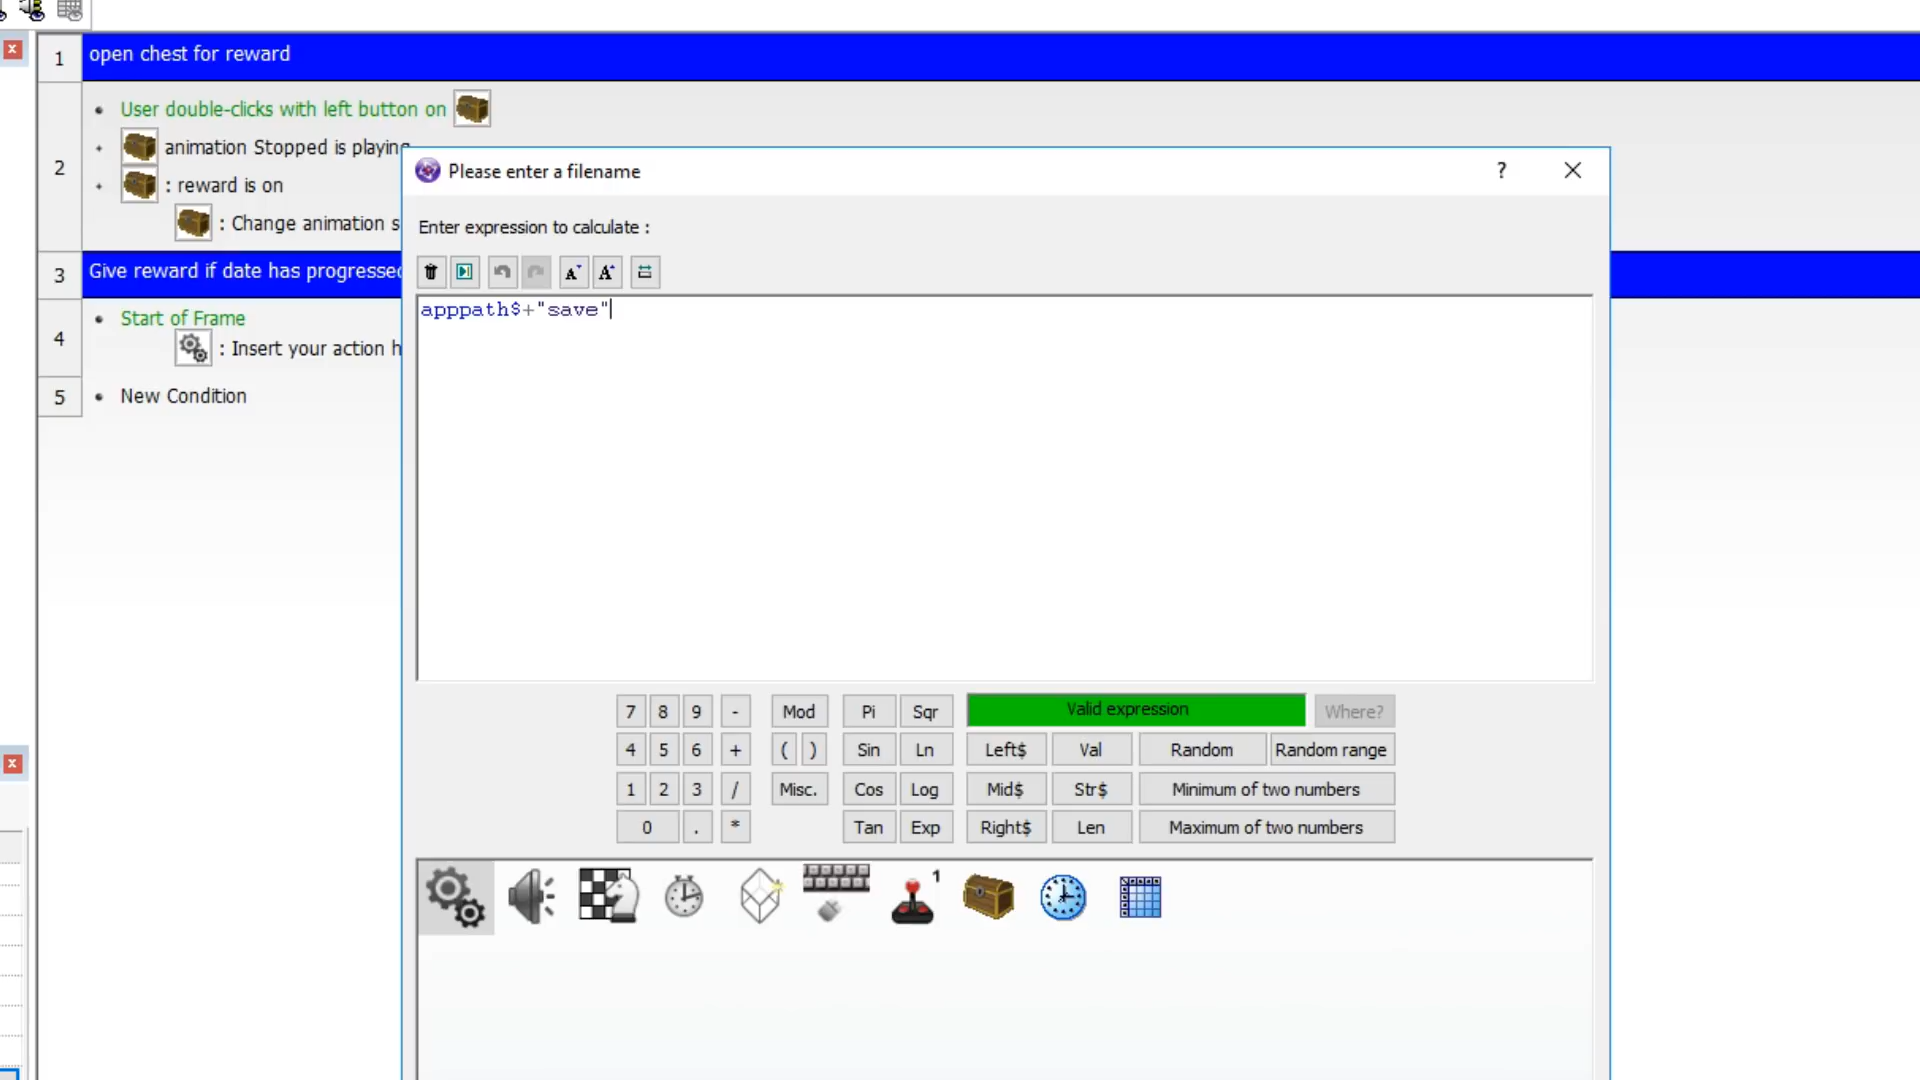 1 open chest for reward
2
User double-clicks with left button on
animation Stopped is playing
: reward is on
: Change animation s
3 Give reward if date has progressed
4
Start of Frame
: Insert your action h
5 New Condition
Please enter a filename ?
Enter expression to calculate :
apppath$+"save"
7 8 9 - Mod Pi Sqr Valid expression Where?
4 5 6 + ( ) Sin Ln Left$ Val Random Random range
1 2 3 / Misc. Cos Log Mid$ Str$ Minimum of two numbers
0 . * Tan Exp Right$ Len Maximum of two numbers
1